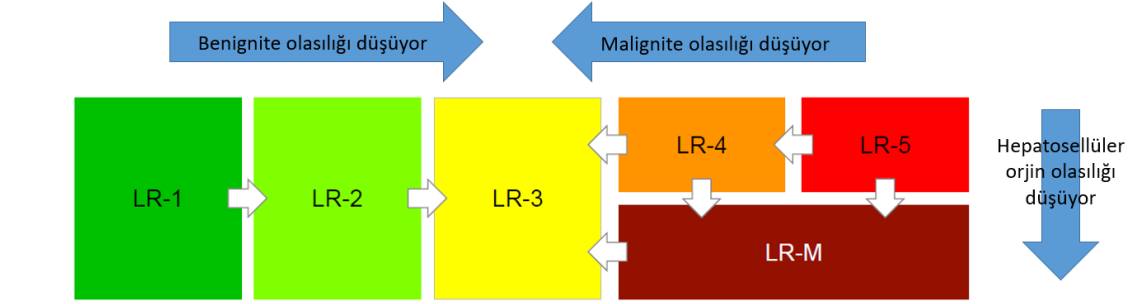 Benignite olasılığı düşüyor
Malignite olasılığı düşüyor
LR-1
LR-2
LR-3
LR-4
LR-5
LR-M
Hepatosellüler
orjin olasılığı
düşüyor